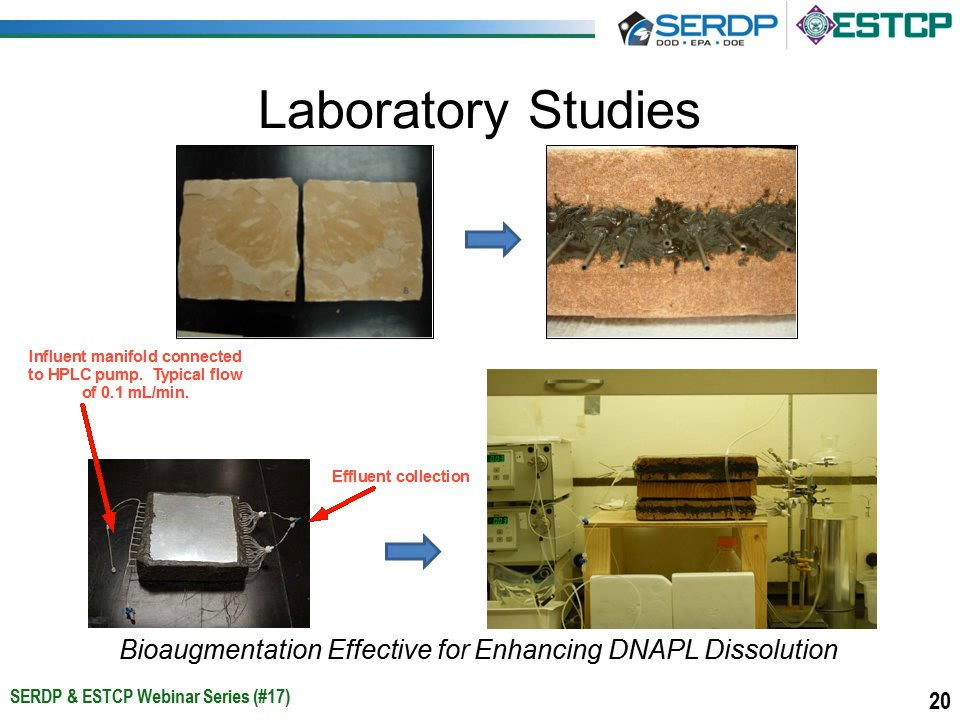 SERDP
DOD • EPA • DOE
ESTCP
Laboratory Studies
Influent manifold connected
to HPLC pump. Typical flow
of 0.1 mL/min.
Effluent collection
Bioaugmentation Effective for Enhancing DNAPL Dissolution
SERDP & ESTCP Webinar Series (#17)
20